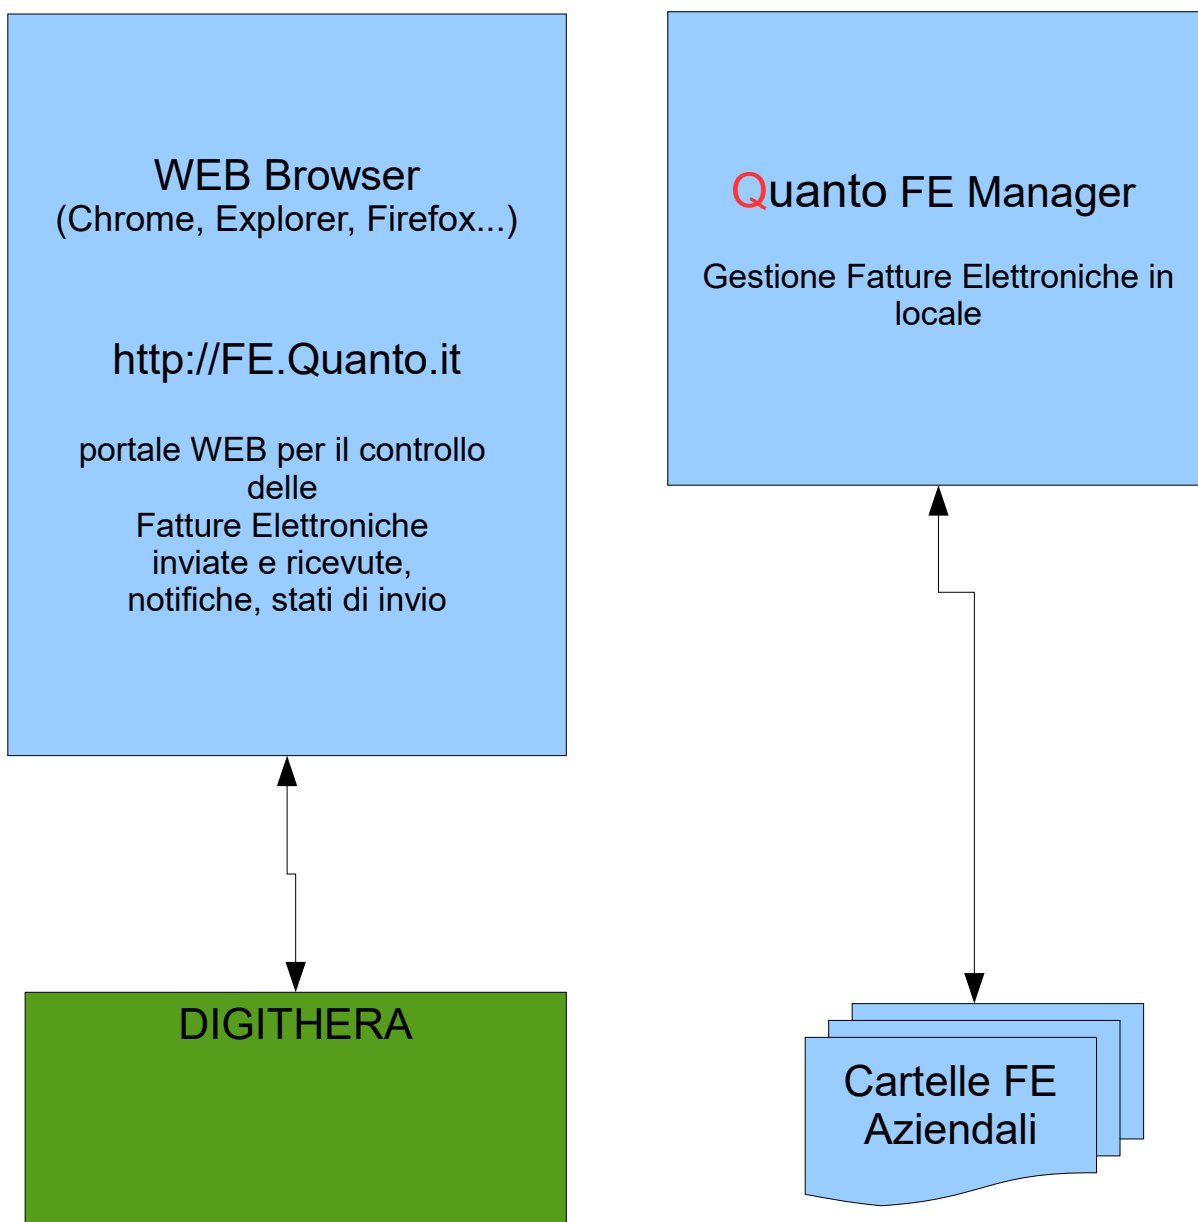 WEB Browser
(Chrome, Explorer, Firefox...)
http://FE.Quanto.it
portale WEB per il controllo
delle
Fatture Elettroniche
inviate e ricevute,
notifiche, stati di invio
Quanto FE Manager
Gestione Fatture Elettroniche in
locale
DIGITHERA
Cartelle FE
Aziendali